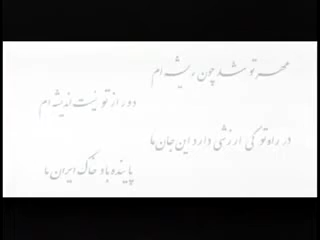 مهر تو شد چون پیشه‌ام
دور از تو نیست اندیشه‌ام
در راه تو کی ارزشی دارد این جان ما
پاینده باد خاک ایران ما